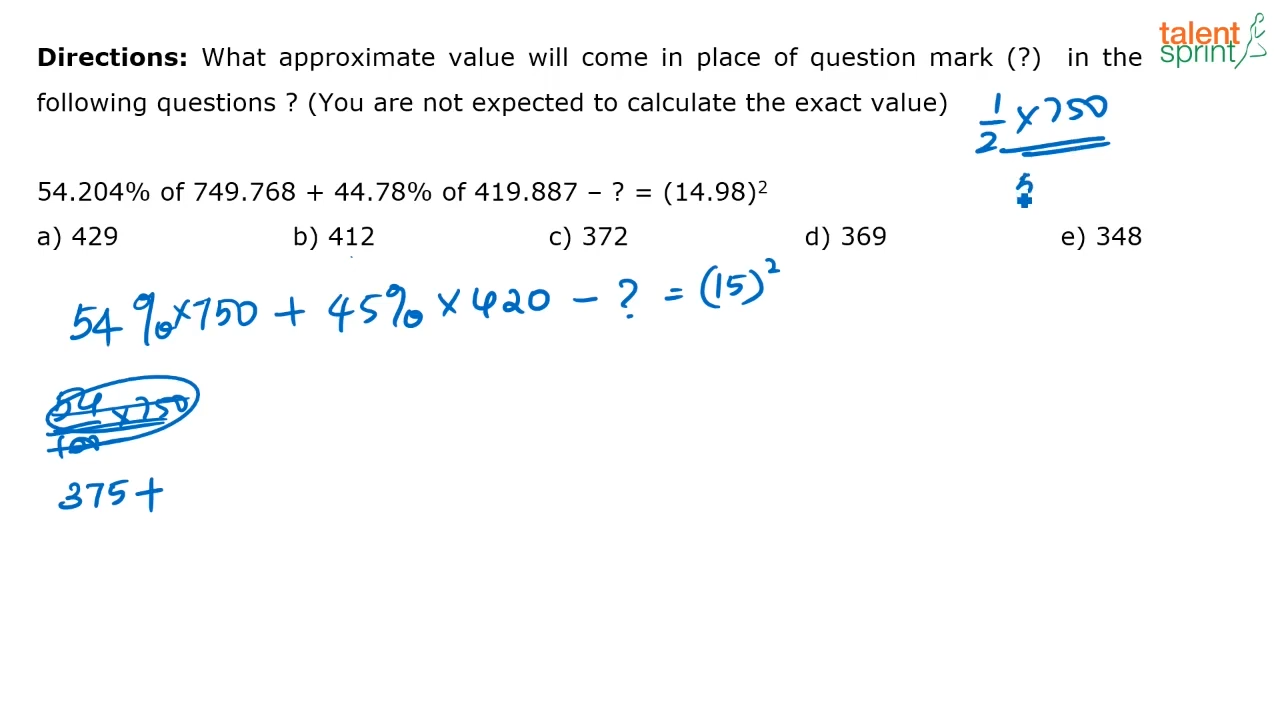 talent
sprint
Directions: What approximate value will come in place of question mark (?) in the
following questions ? (You are not expected to calculate the exact value)
1/2 × 750
54.204% of 749.768 + 44.78% of 419.887 – ? = (14.98)²
5
a) 429 b) 412 c) 372 d) 369 e) 348
54% × 750 + 45% × 420 – ? = (15)²
54/100 × 750
375 +